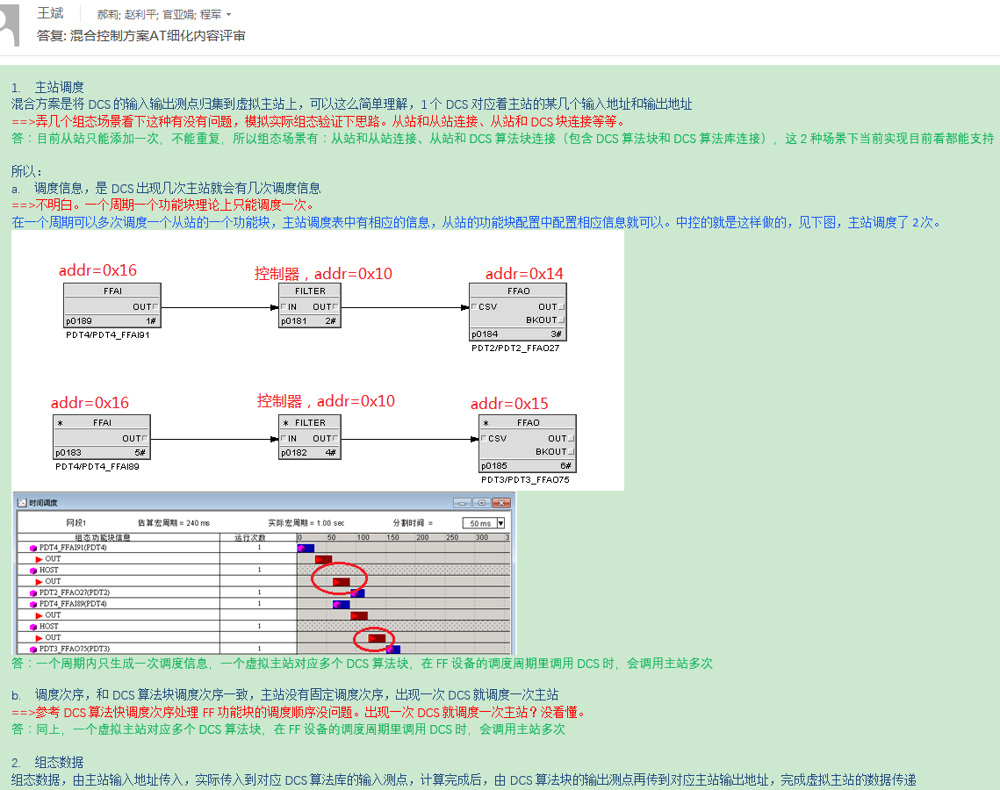 王斌
郝莉; 赵利平; 官亚娟; 程军
答复: 混合控制方案AT细化内容评审
1. 主站调度
混合方案是将 DCS 的输入输出测点归集到虚拟主站上，可以这么简单理解，1 个 DCS 对应着主站的某几个输入地址和输出地址
==>弄几个组态场景看下这种有没有问题，模拟实际组态验证下思路。从站和从站连接、从站和 DCS 块连接等等。
答：目前从站只能添加一次，不能重复，所以组态场景有：从站和从站连接、从站和 DCS 算法块连接（包含 DCS 算法块和 DCS 算法库连接），这 2 种场景下当前实现目前看都能支持
所以：
a. 调度信息，是 DCS 出现几次主站就会有几次调度信息
==>不明白。一个周期一个功能块理论上只能调度一次。
在一个周期可以多次调度一个从站的一个功能块，主站调度表中有相应的信息，从站的功能块配置中配置相应信息就可以。中控的就是这样做的，见下图，主站调度了 2 次。
addr=0x16 控制器，addr=0x10 addr=0x14
FFAI FILTER FFAO
OUT IN OUT CSV OUT
BKOUT
p0189 1# p0181 2# p0184 3#
PDT4/PDT4_FFAI91 PDT2/PDT2_FFAO27
addr=0x16 控制器，addr=0x10 addr=0x15
* FFAI * FILTER * FFAO
OUT IN OUT CSV OUT
BKOUT
p0183 5# p0182 4# p0185 6#
PDT4/PDT4_FFAI89 PDT3/PDT3_FFAO75
时间调度
网段1 估算宏周期 = 240 ms 实际宏周期 = 1.00 sec 分割时间 = 50 ms
组态功能块信息 运行次数 0 50 100 150 200 250 300 3
PDT4_FFAI91(PDT4) 1
OUT
HOST 1
OUT
PDT2_FFAO27(PDT2) 1
PDT4_FFAI89(PDT4) 1
OUT
HOST 1
OUT
PDT3_FFAO75(PDT3) 1
答：一个周期内只生成一次调度信息，一个虚拟主站对应多个 DCS 算法块，在 FF 设备的调度周期里调用 DCS 时，会调用主站多次
b. 调度次序，和 DCS 算法块调度次序一致，主站没有固定调度次序，出现一次 DCS 就调度一次主站
==>参考 DCS 算法快调度次序处理 FF 功能块的调度顺序没问题。出现一次 DCS 就调度一次主站？没看懂。
答：同上，一个虚拟主站对应多个 DCS 算法块，在 FF 设备的调度周期里调用 DCS 时，会调用主站多次
2. 组态数据
组态数据，由主站输入地址传入，实际传入到对应 DCS 算法库的输入测点，计算完成后，由 DCS 算法块的输出测点再传到对应主站输出地址，完成虚拟主站的数据传递